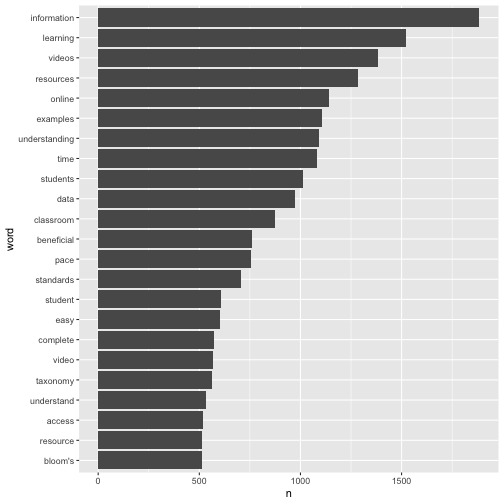 information
learning
videos
resources
online
examples
understanding
time
students
data
classroom
beneficial
pace
standards
student
easy
complete
video
taxonomy
understand
access
resource
bloom's
word
0 500 1000 1500
n